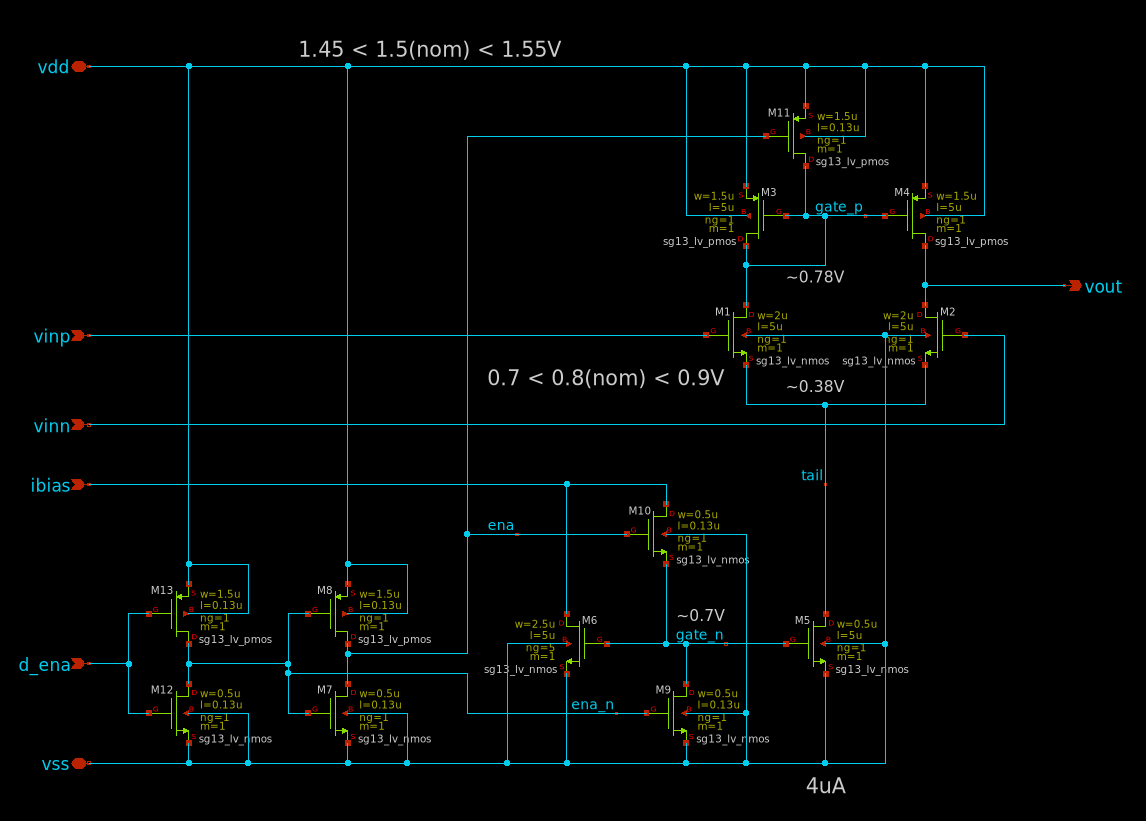 1.45 < 1.5(nom) < 1.55V
vdd
M11
w=1.5u
l=0.13u
ng=1
m=1
sg13_lv_pmos
M3
w=1.5u
l=5u
ng=1
m=1
sg13_lv_pmos
gate_p
M4
w=1.5u
l=5u
ng=1
m=1
sg13_lv_pmos
~0.78V
vout
vinp
M1
w=2u
l=5u
ng=1
m=1
sg13_lv_nmos
M2
w=2u
l=5u
ng=1
m=1
sg13_lv_nmos
0.7 < 0.8(nom) < 0.9V
~0.38V
vinn
tail
ibias
M10
w=0.5u
l=0.13u
ng=1
m=1
sg13_lv_nmos
ena
M13
w=1.5u
l=0.13u
ng=1
m=1
sg13_lv_pmos
M8
w=1.5u
l=0.13u
ng=1
m=1
sg13_lv_pmos
~0.7V
gate_n
M6
w=2.5u
l=5u
ng=5
m=1
sg13_lv_nmos
M5
w=0.5u
l=5u
ng=1
m=1
sg13_lv_nmos
d_ena
M12
w=0.5u
l=0.13u
ng=1
m=1
sg13_lv_nmos
M7
w=0.5u
l=0.13u
ng=1
m=1
sg13_lv_nmos
ena_n
M9
w=0.5u
l=0.13u
ng=1
m=1
sg13_lv_nmos
vss
4uA